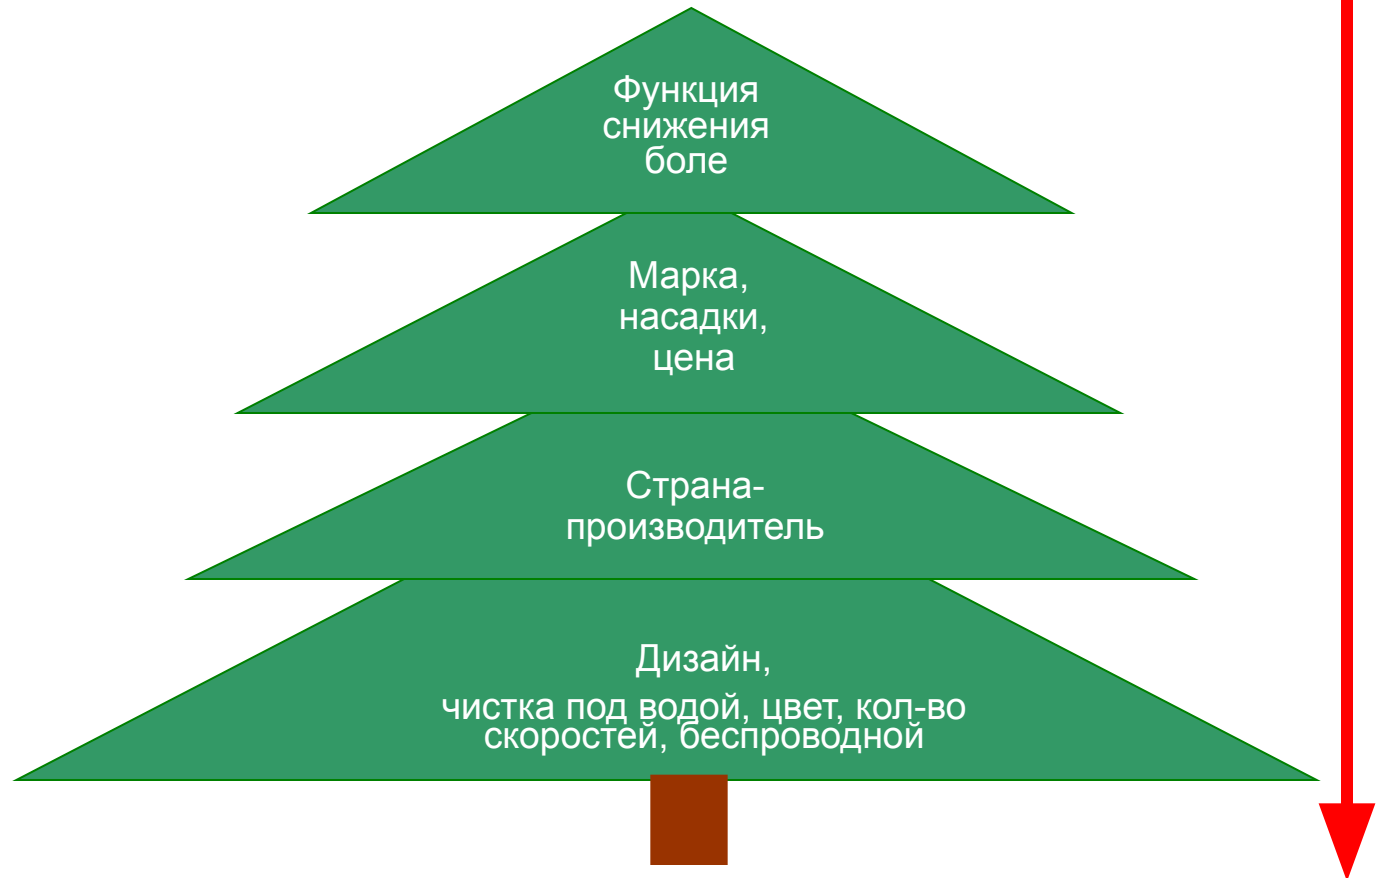 Функция
снижения
боле
Марка,
насадки,
цена
Страна-
производитель
Дизайн,
чистка под водой, цвет, кол-во
скоростей, беспроводной